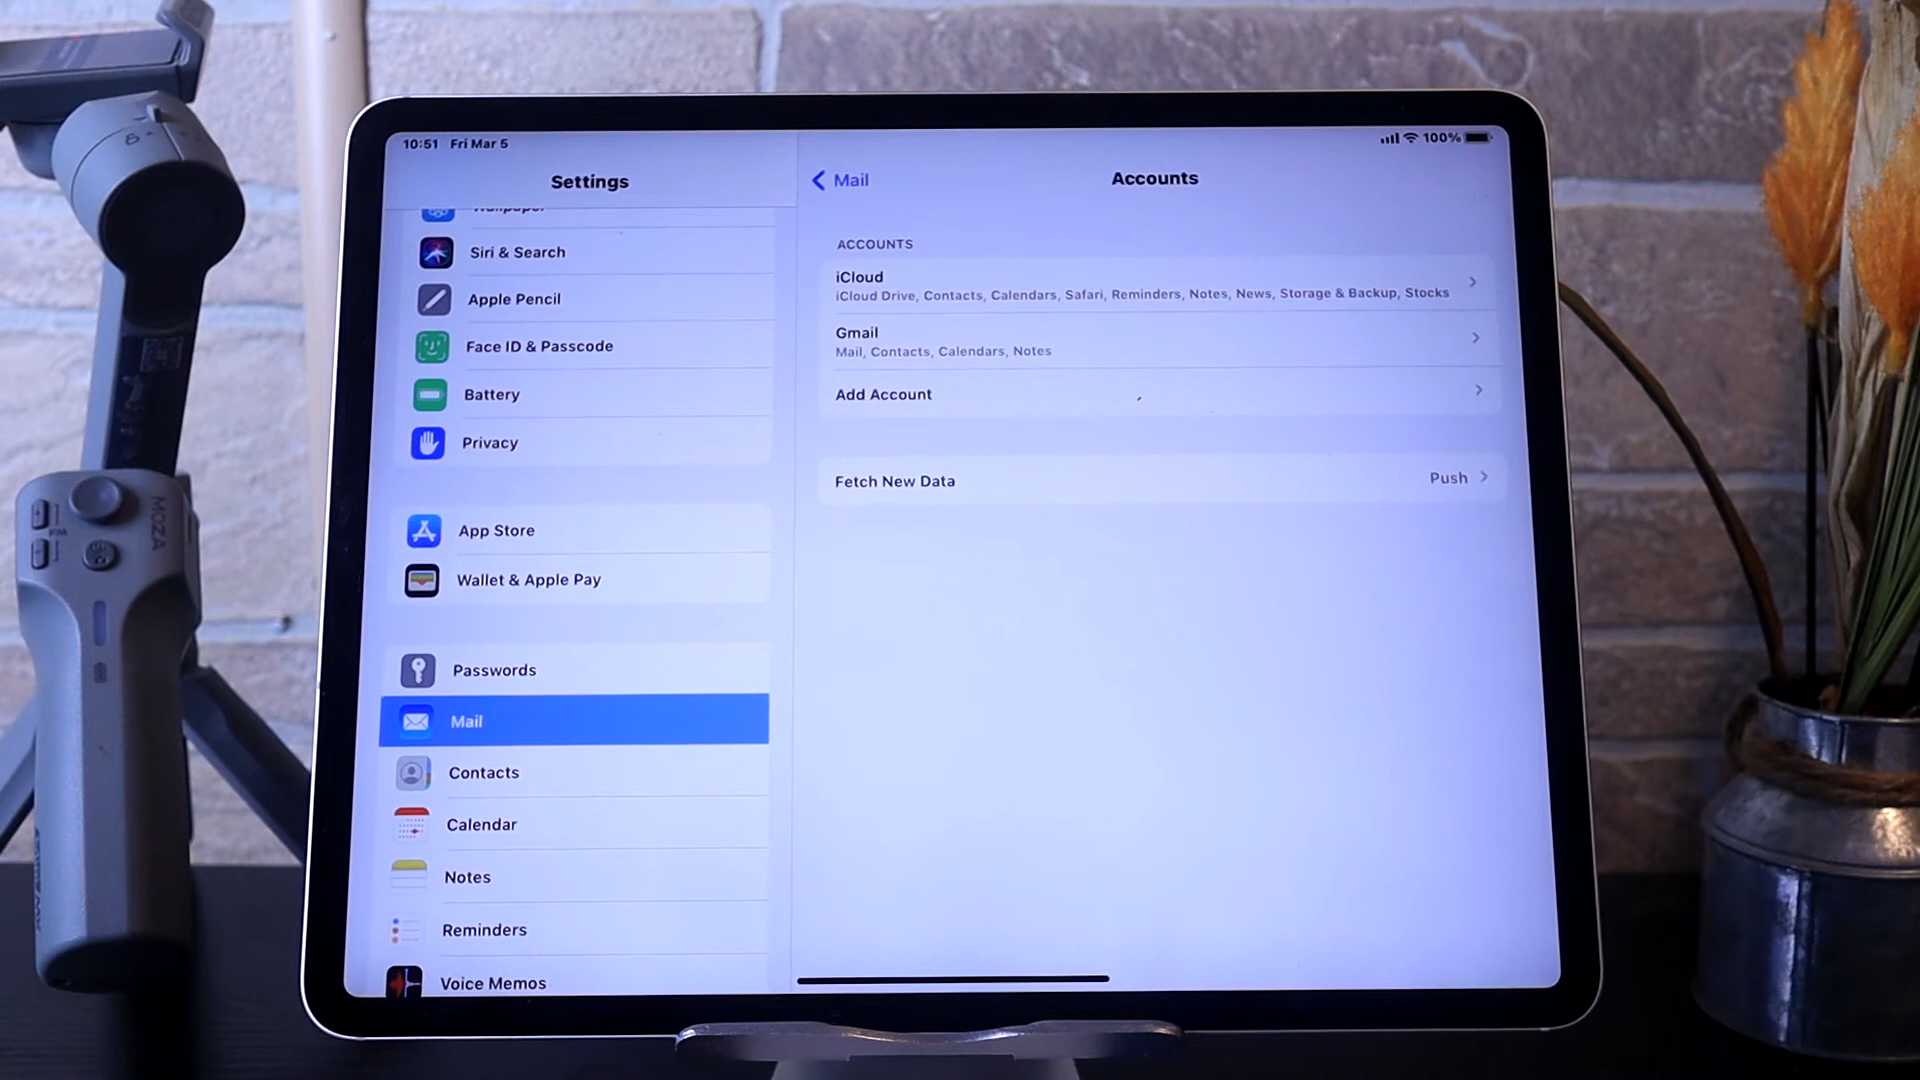 10:51 Fri Mar 5
100%
Settings
Mail
Accounts
Wallpaper
Siri & Search
Apple Pencil
Face ID & Passcode
Battery
Privacy
App Store
Wallet & Apple Pay
Passwords
Mail
Contacts
Calendar
Notes
Reminders
Voice Memos
ACCOUNTS
iCloud
iCloud Drive, Contacts, Calendars, Safari, Reminders, Notes, News, Storage & Backup, Stocks
Gmail
Mail, Contacts, Calendars, Notes
Add Account
Fetch New Data
Push
MOZA